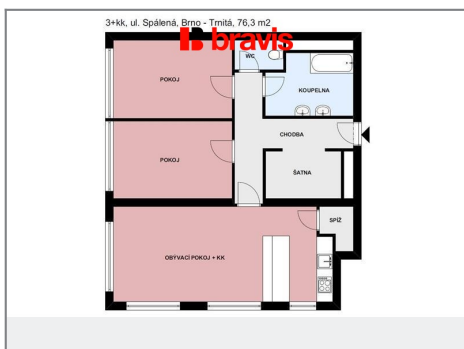 3+kk, ul. Spálená, Brno - Trnitá, 76,3 m2
bravis
WC
POKOJ
KOUPELNA
CHODBA
POKOJ
ŠATNA
SPÍŽ
OBÝVACÍ POKOJ + KK